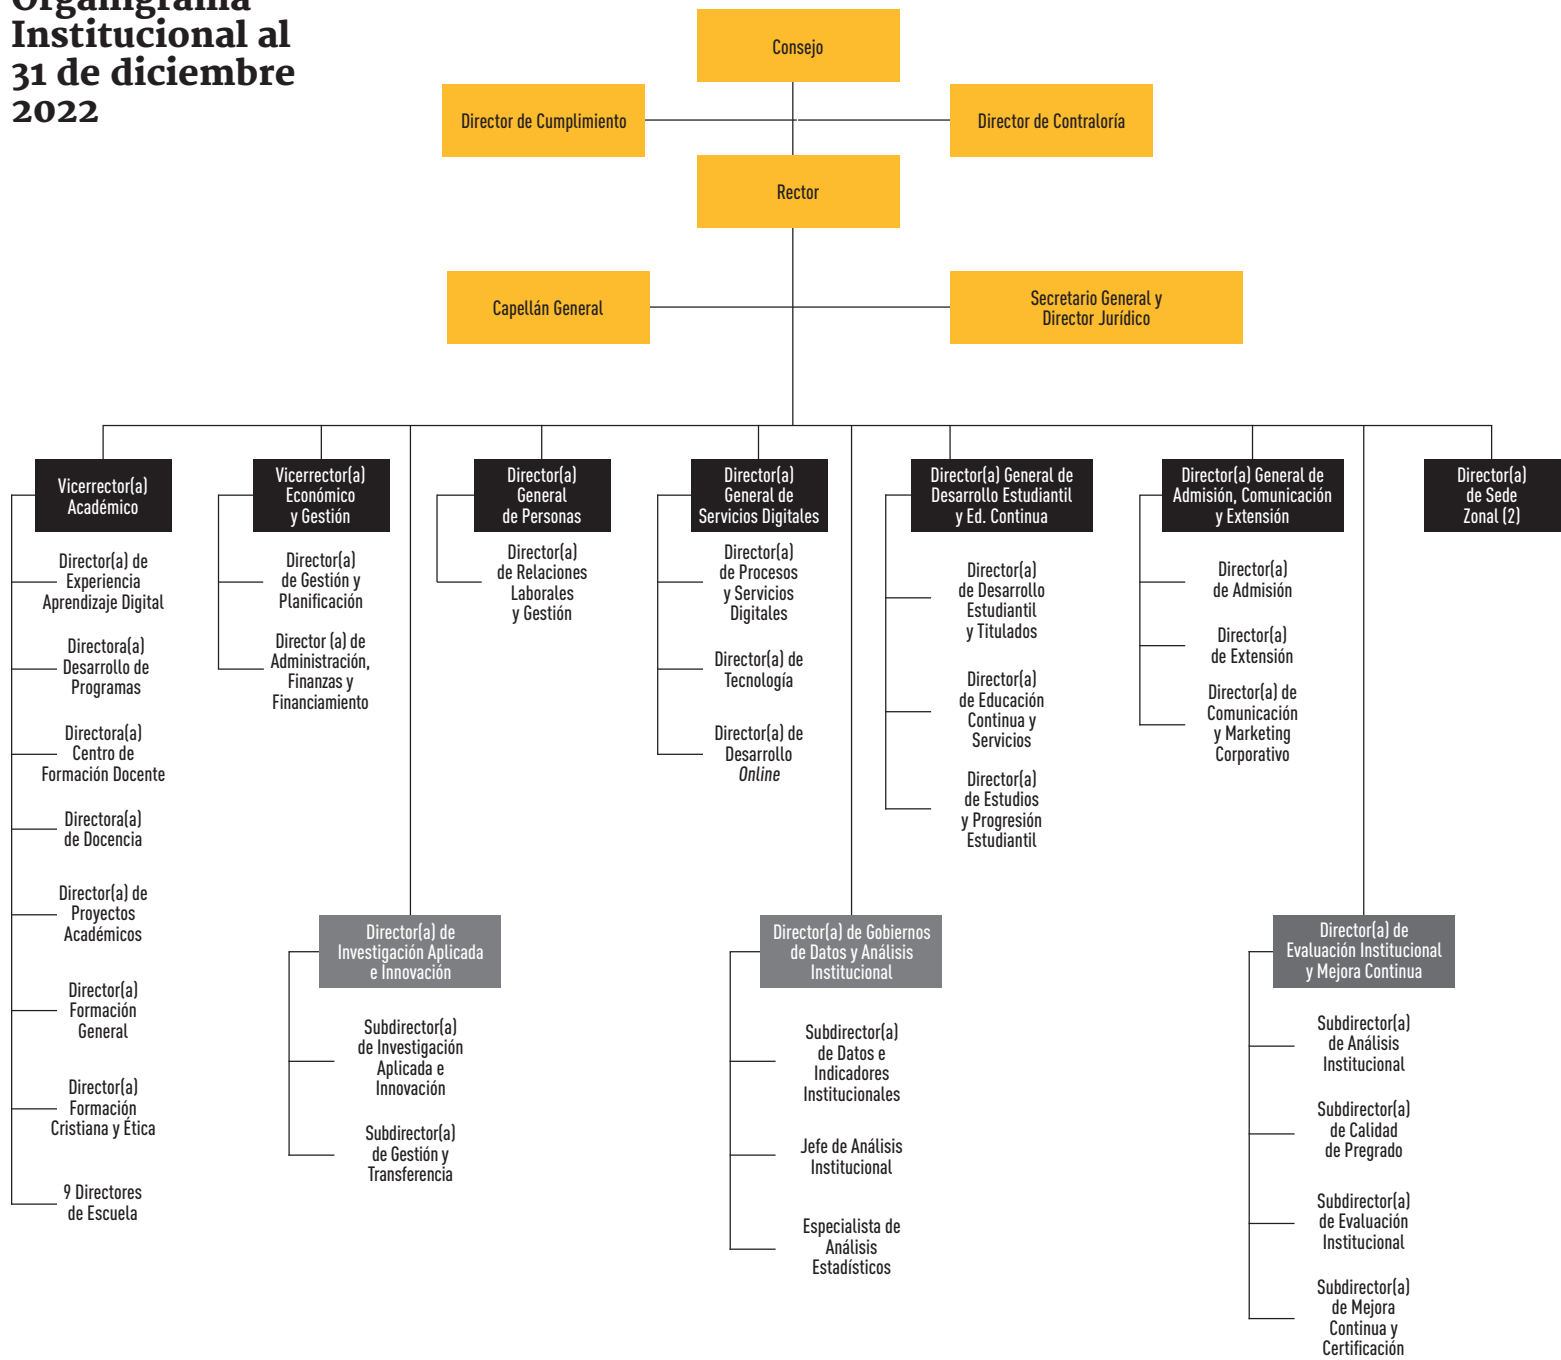 Organigrama
Institucional al
31 de diciembre
2022
Consejo
Director de Cumplimiento
Director de Contraloría
Rector
Capellán General
Secretario General y
Director Jurídico
Vicerrector(a)
Académico
Director(a) de
Experiencia
Aprendizaje Digital
Directora(a)
Desarrollo de
Programas
Directora(a)
Centro de
Formación Docente
Directora(a)
de Docencia
Director(a) de
Proyectos
Académicos
Director(a)
Formación
General
Director(a)
Formación
Cristiana y Ética
9 Directores
de Escuela
Vicerrector(a)
Económico
y Gestión
Director(a)
de Gestión y
Planificación
Director (a) de
Administración,
Finanzas y
Financiamiento
Director(a)
General
de Personas
Director(a)
de Relaciones
Laborales
y Gestión
Director(a)
General de
Servicios Digitales
Director(a)
de Procesos
y Servicios
Digitales
Director(a) de
Tecnología
Director(a) de
Desarrollo
Online
Director(a) General de
Desarrollo Estudiantil
y Ed. Continua
Director(a)
de Desarrollo
Estudiantil
y Titulados
Director(a)
de Educación
Continua y
Servicios
Director(a)
de Estudios
y Progresión
Estudiantil
Director(a) General de
Admisión, Comunicación
y Extensión
Director(a)
de Admisión
Director(a)
de Extensión
Director(a) de
Comunicación
y Marketing
Corporativo
Director(a)
de Sede
Zonal (2)
Director(a) de
Investigación Aplicada
e Innovación
Subdirector(a)
de Investigación
Aplicada e
Innovación
Subdirector(a)
de Gestión y
Transferencia
Director(a) de Gobiernos
de Datos y Análisis
Institucional
Subdirector(a)
de Datos e
Indicadores
Institucionales
Jefe de Análisis
Institucional
Especialista de
Análisis
Estadísticos
Director(a) de
Evaluación Institucional
y Mejora Continua
Subdirector(a)
de Análisis
Institucional
Subdirector(a)
de Calidad
de Pregrado
Subdirector(a)
de Evaluación
Institucional
Subdirector(a)
de Mejora
Continua y
Certificación